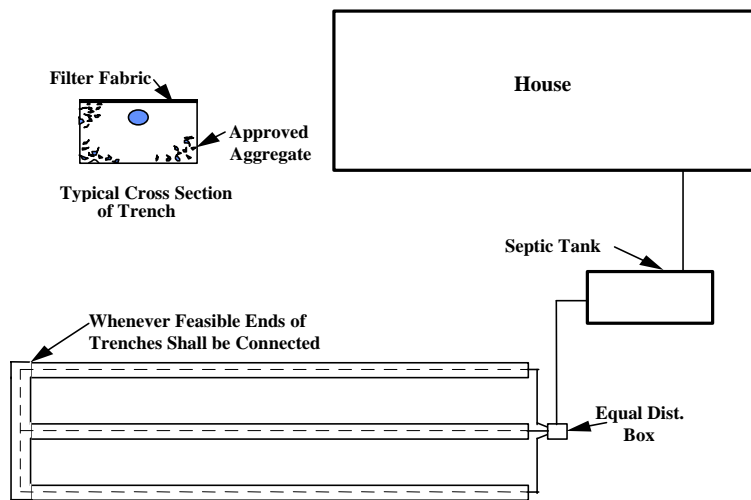 House
Filter Fabric
Approved
Aggregate
Typical Cross Section
of Trench
Septic Tank
Whenever Feasible Ends of
Trenches Shall be Connected
Equal Dist.
Box